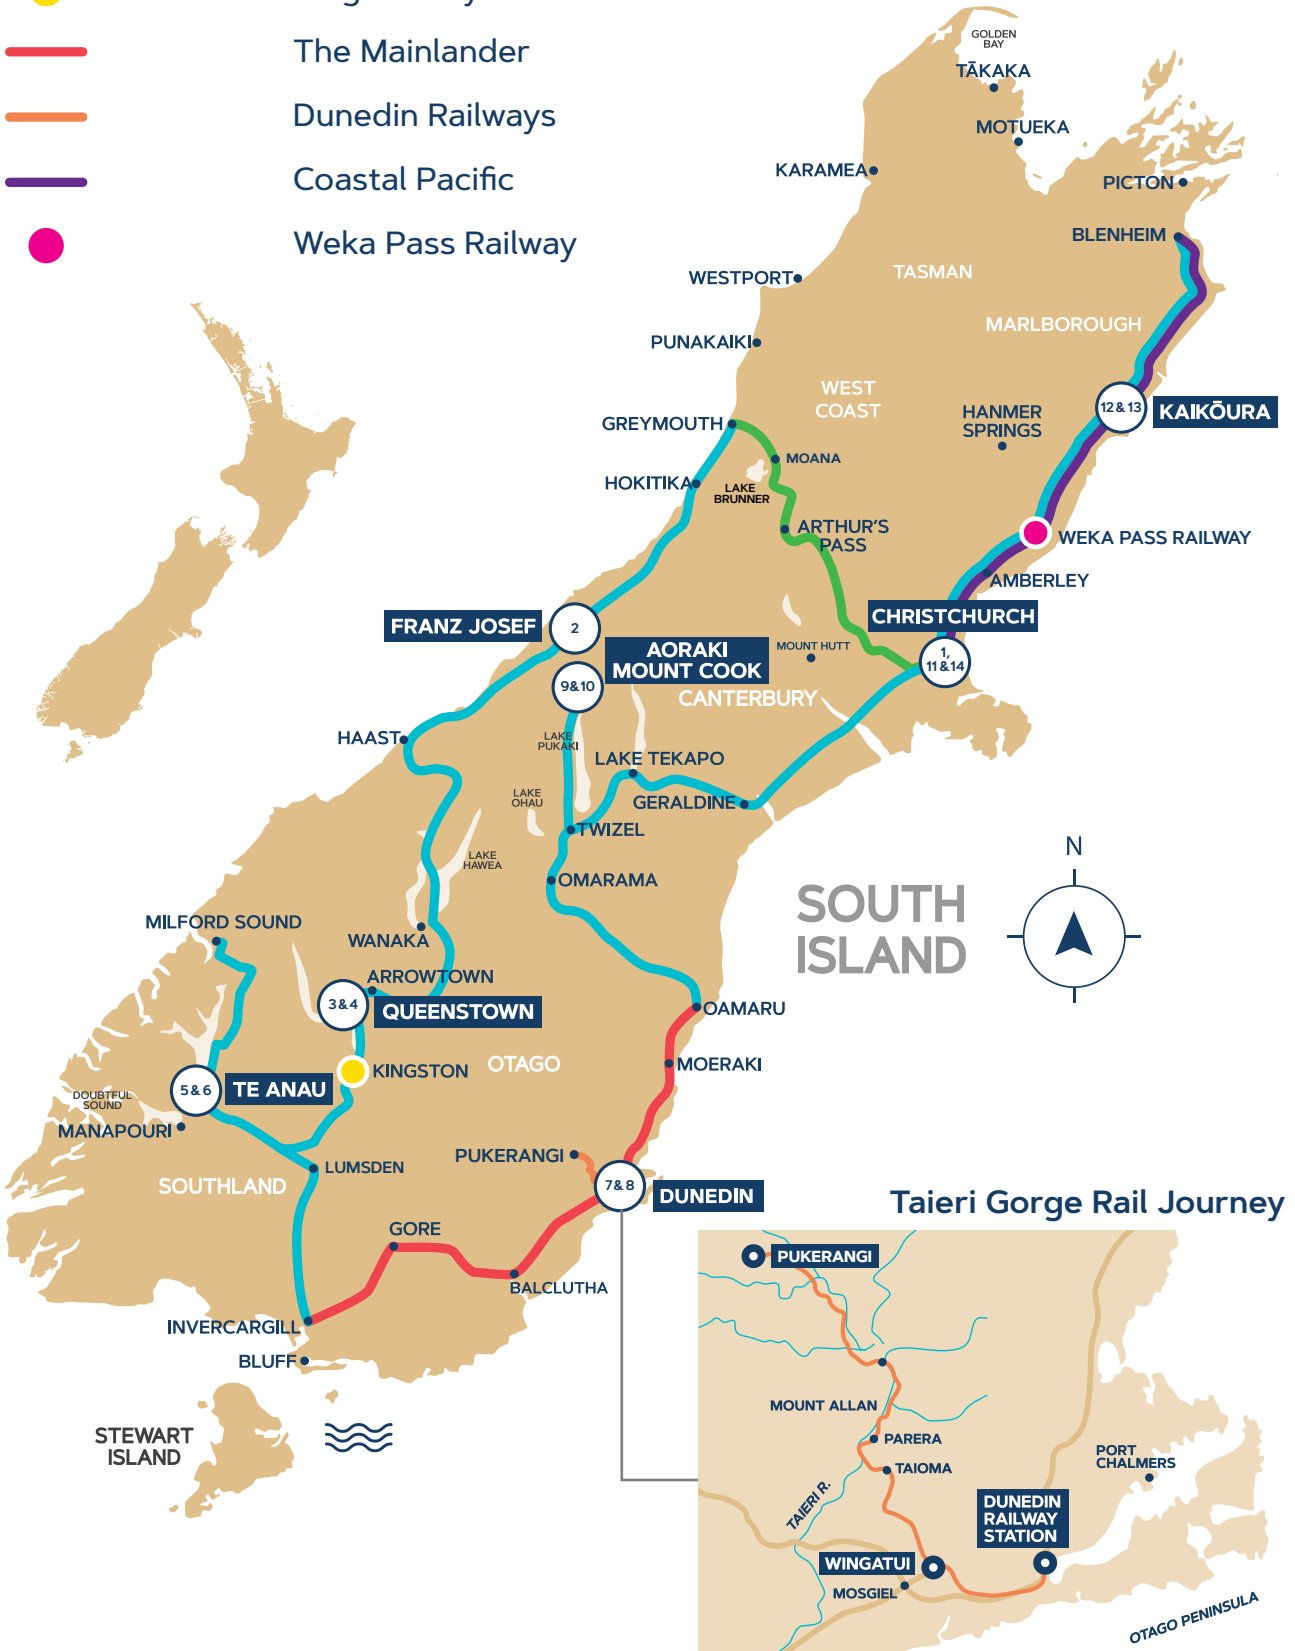 The Mainlander
Dunedin Railways
Coastal Pacific
Weka Pass Railway
GOLDEN
BAY
TĀKAKA
MOTUEKA
KARAMEA
PICTON
BLENHEIM
WESTPORT
TASMAN
MARLBOROUGH
PUNAKAIKI
WEST
COAST
GREYMOUTH
HANMER
SPRINGS
12 & 13
KAIKŌURA
MOANA
HOKITIKA
LAKE
BRUNNER
ARTHUR'S
PASS
WEKA PASS RAILWAY
AMBERLEY
CHRISTCHURCH
1,
11 & 14
FRANZ JOSEF
2
AORAKI
MOUNT COOK
9 & 10
MOUNT HUTT
CANTERBURY
HAAST
LAKE
PUKAKI
LAKE TEKAPO
LAKE
OHAU
GERALDINE
TWIZEL
LAKE
HAWEA
OMARAMA
N
SOUTH
ISLAND
MILFORD SOUND
WANAKA
ARROWTOWN
3 & 4
QUEENSTOWN
OAMARU
OTAGO
MOERAKI
KINGSTON
5 & 6
TE ANAU
DOUBTFUL
SOUND
MANAPOURI
PUKERANGI
LUMSDEN
SOUTHLAND
7 & 8
DUNEDIN
GORE
BALCLUTHA
INVERCARGILL
BLUFF
STEWART
ISLAND
Taieri Gorge Rail Journey
PUKERANGI
MOUNT ALLAN
PARERA
TAIOMA
PORT
CHALMERS
TAIERI R.
DUNEDIN
RAILWAY
STATION
WINGATUI
MOSGIEL
OTAGO PENINSULA